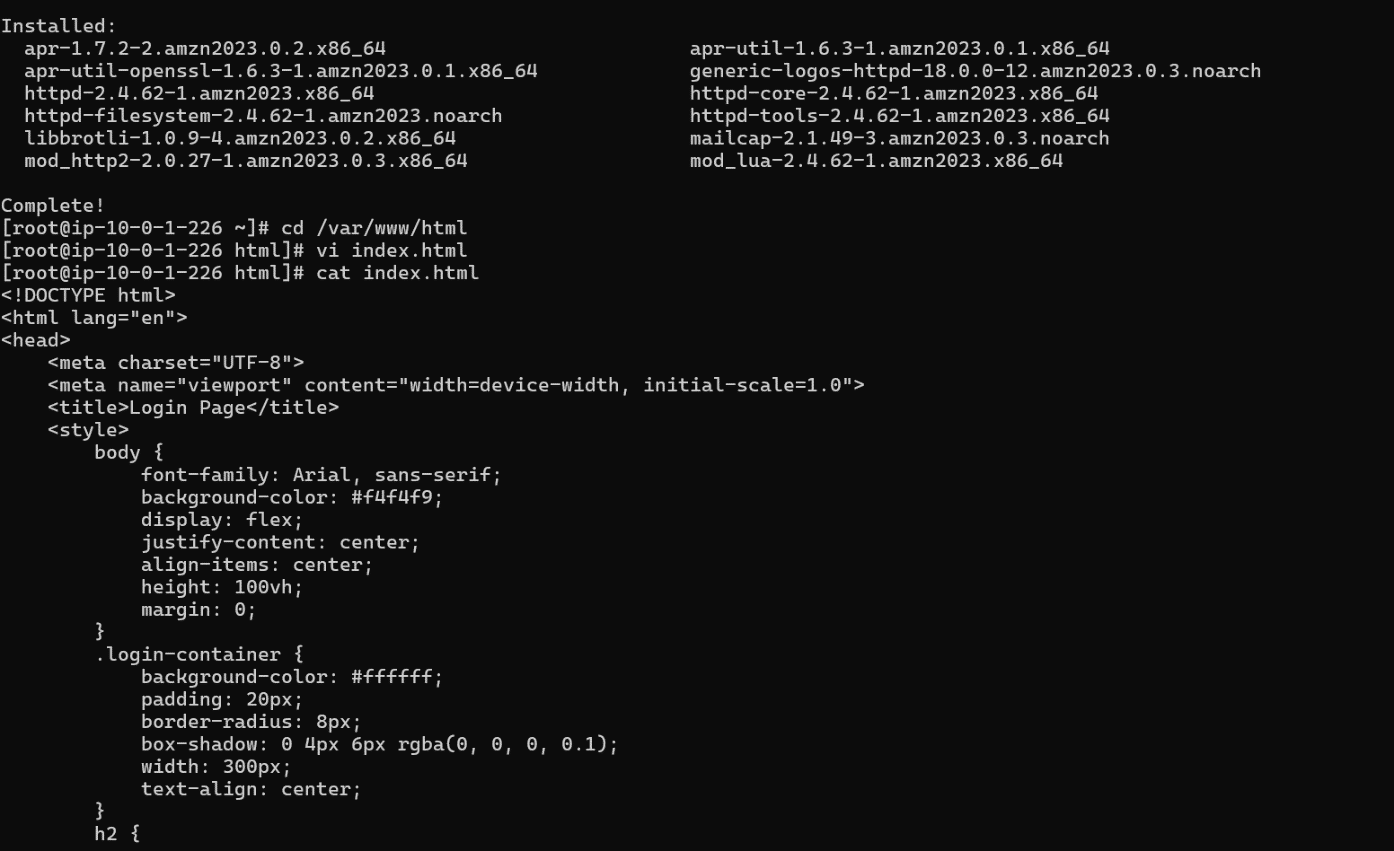 Installed:
  apr-1.7.2-2.amzn2023.0.2.x86_64                          apr-util-1.6.3-1.amzn2023.0.1.x86_64
  apr-util-openssl-1.6.3-1.amzn2023.0.1.x86_64             generic-logos-httpd-18.0.0-12.amzn2023.0.3.noarch
  httpd-2.4.62-1.amzn2023.x86_64                           httpd-core-2.4.62-1.amzn2023.x86_64
  httpd-filesystem-2.4.62-1.amzn2023.noarch                httpd-tools-2.4.62-1.amzn2023.x86_64
  libbrotli-1.0.9-4.amzn2023.0.2.x86_64                    mailcap-2.1.49-3.amzn2023.0.3.noarch
  mod_http2-2.0.27-1.amzn2023.0.3.x86_64                   mod_lua-2.4.62-1.amzn2023.x86_64

Complete!
[root@ip-10-0-1-226 ~]# cd /var/www/html
[root@ip-10-0-1-226 html]# vi index.html
[root@ip-10-0-1-226 html]# cat index.html
<!DOCTYPE html>
<html lang="en">
<head>
    <meta charset="UTF-8">
    <meta name="viewport" content="width=device-width, initial-scale=1.0">
    <title>Login Page</title>
    <style>
        body {
            font-family: Arial, sans-serif;
            background-color: #f4f4f9;
            display: flex;
            justify-content: center;
            align-items: center;
            height: 100vh;
            margin: 0;
        }
        .login-container {
            background-color: #ffffff;
            padding: 20px;
            border-radius: 8px;
            box-shadow: 0 4px 6px rgba(0, 0, 0, 0.1);
            width: 300px;
            text-align: center;
        }
        h2 {